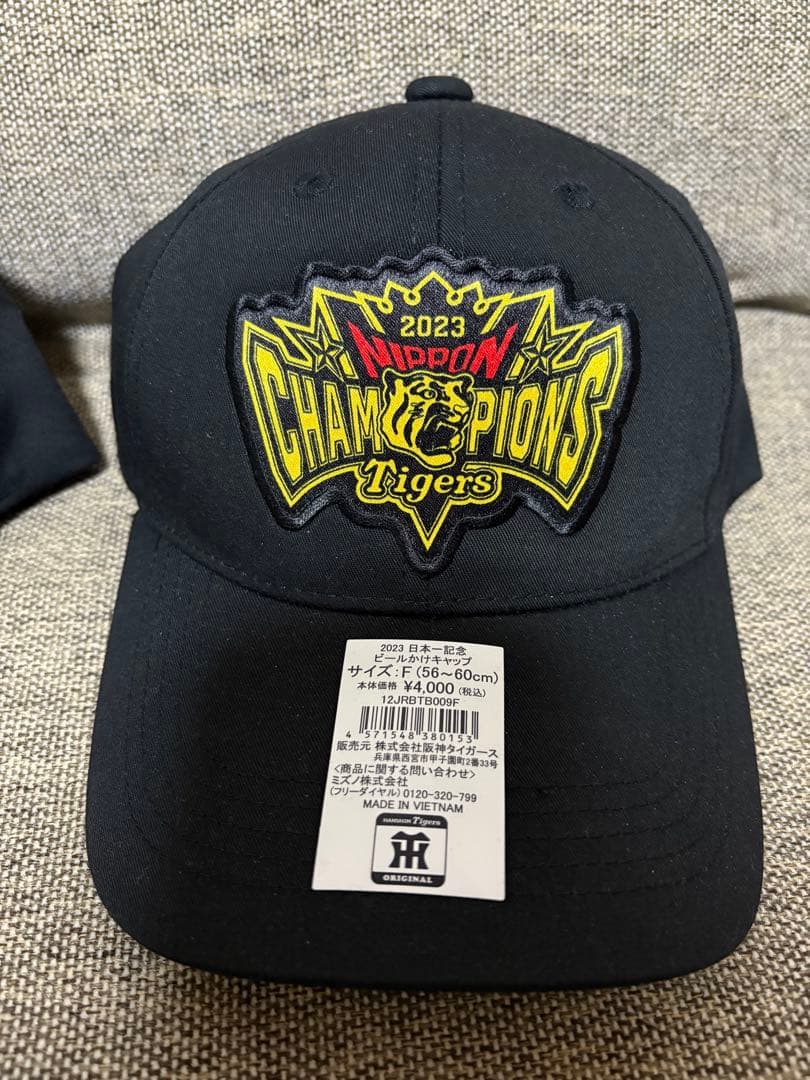 2023
NIPPON
CHAMPIONS
Tigers
2023 日本一記念
ビールかけキャップ
サイズ:F(56~60cm)
本体価格 ¥4,000(税込)
12JRBTB009F
4 571548 380153
販売元 株式会社阪神タイガース
兵庫県西宮市甲子園町2番33号
<商品に関する問い合わせ>
ミズノ株式会社
(フリーダイヤル)0120-320-799
MADE IN VIETNAM
HANSHIN Tigers
TH
ORIGINAL